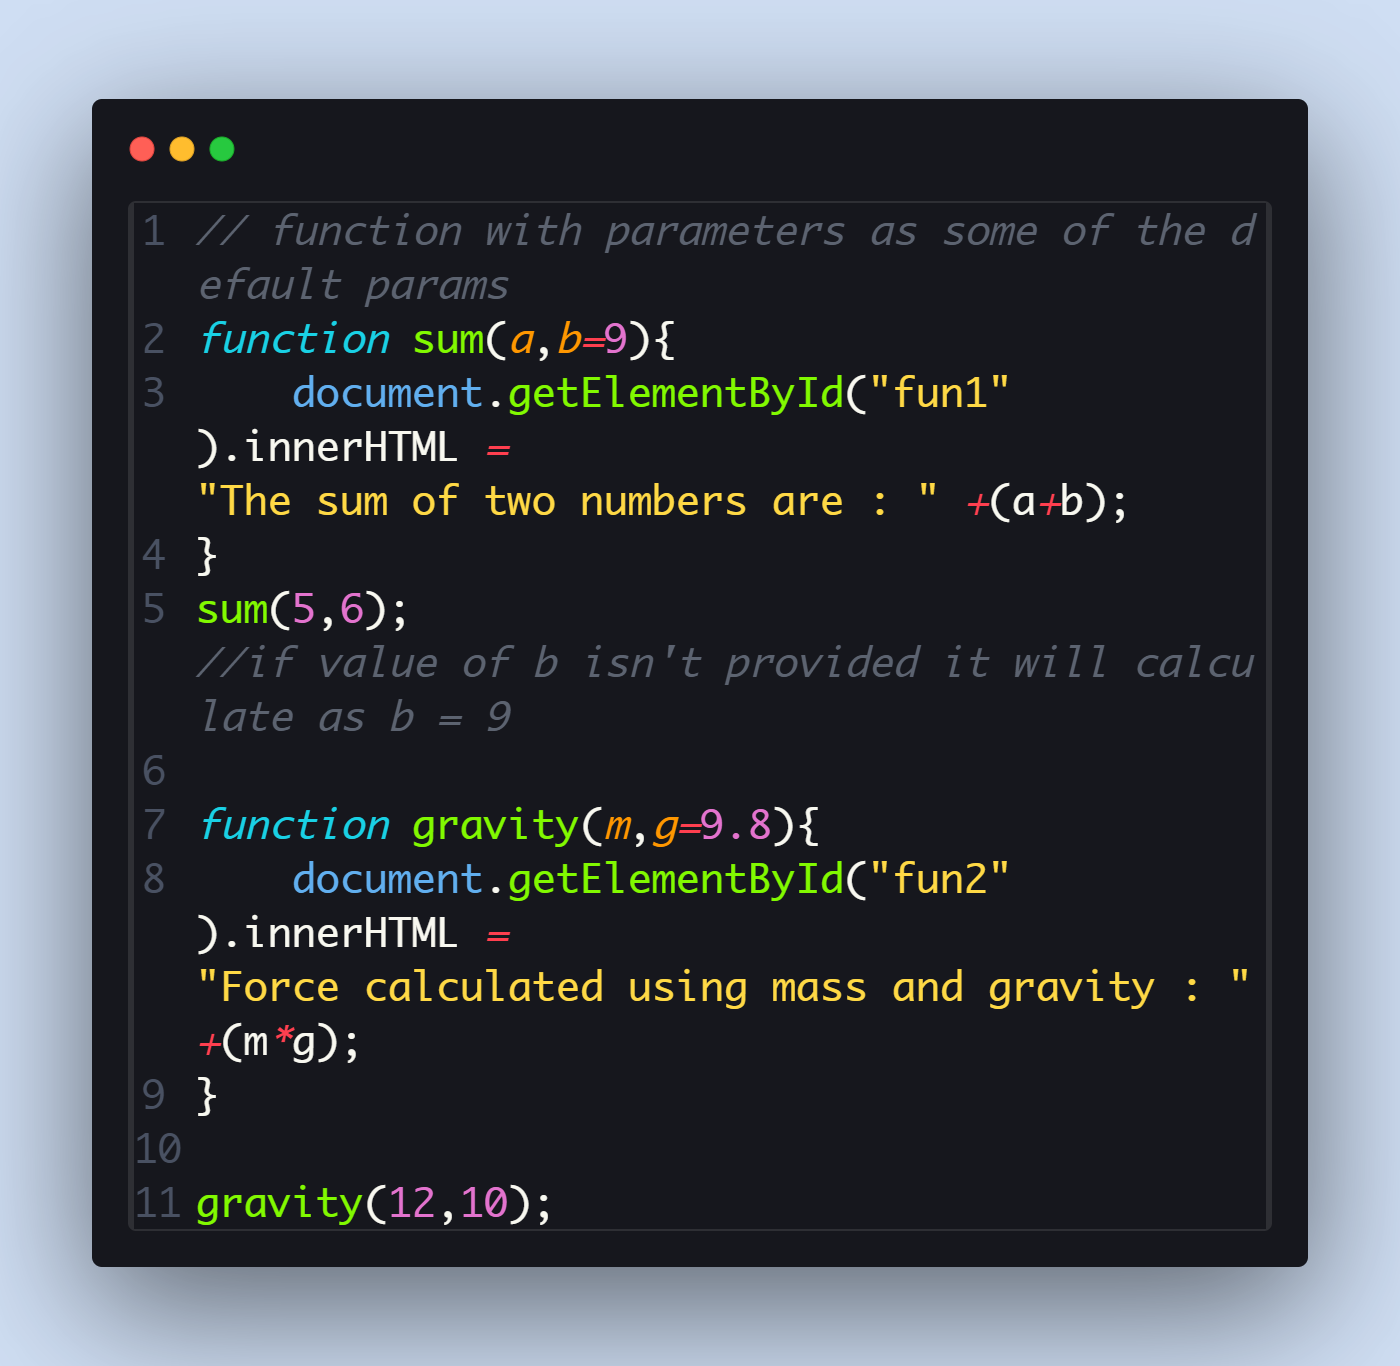 1 // function with parameters as some of the d
efault params
2 function sum(a,b=9){
3     document.getElementById("fun1"
).innerHTML =
"The sum of two numbers are : " +(a+b);
4 }
5 sum(5,6);
//if value of b isn't provided it will calcu
late as b = 9
6
7 function gravity(m,g=9.8){
8     document.getElementById("fun2"
).innerHTML =
"Force calculated using mass and gravity : "
+(m*g);
9 }
10
11 gravity(12,10);